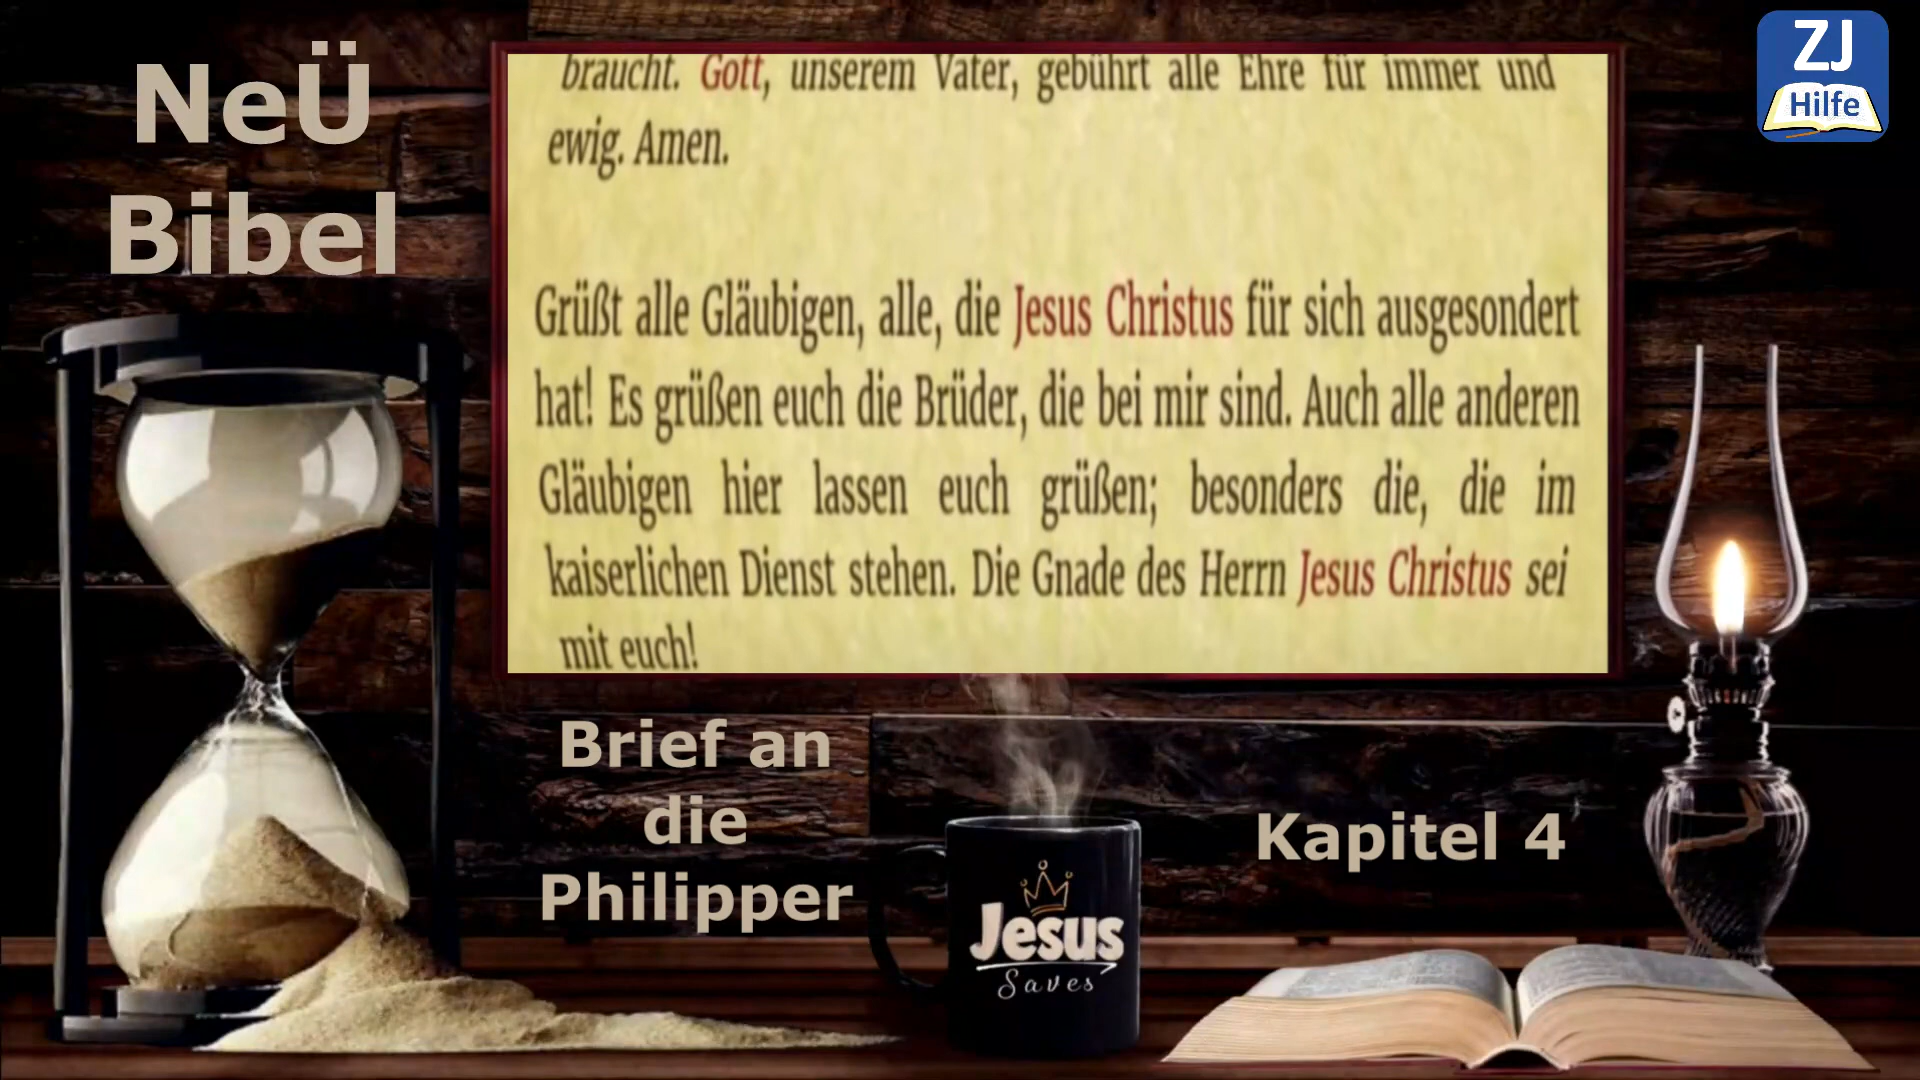 NeÜ
Bibel
braucht. Gott, unserem Vater, gebührt alle Ehre für immer und
ewig. Amen.
Grüßt alle Gläubigen, alle, die Jesus Christus für sich ausgesondert
hat! Es grüßen euch die Brüder, die bei mir sind. Auch alle anderen
Gläubigen hier lassen euch grüßen; besonders die, die im
kaiserlichen Dienst stehen. Die Gnade des Herrn Jesus Christus sei
mit euch!
ZJ
Hilfe
Brief an
die
Philipper
Kapitel 4
Jesus
Saves